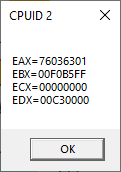 CPUID 2
EAX=76036301
EBX=00F0B5FF
ECX=00000000
EDX=00C30000
OK